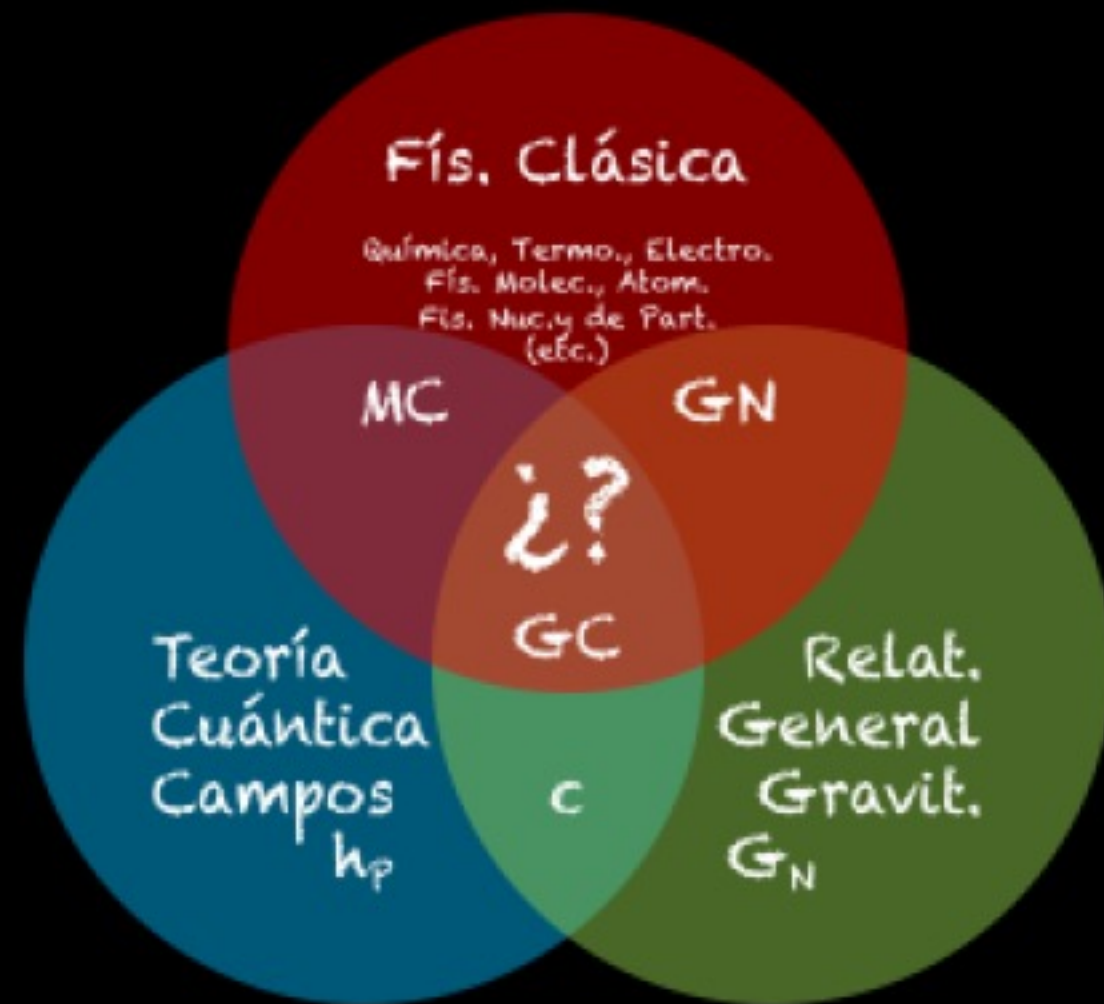 Fís. Clásica
Química, Termo., Electro.
Fís. Molec., Atom.
Fis. Nuc.y de Part.
(etc.)
MC
GN
¿?
GC
Teoría
Cuántica
Campos
hP
c
Relat.
General
Gravit.
GN